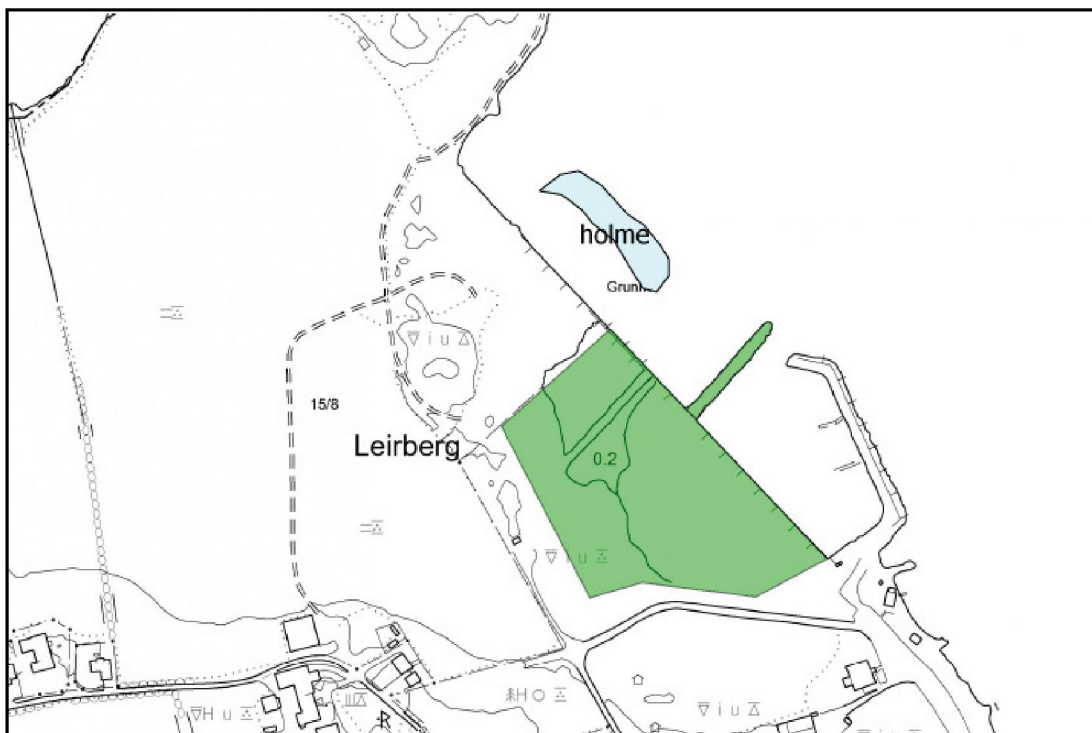 holme
▽ i u △
15/8
Leirberg
0.2
▽ i u △
H O
▽ H u △
▽ i u △
R